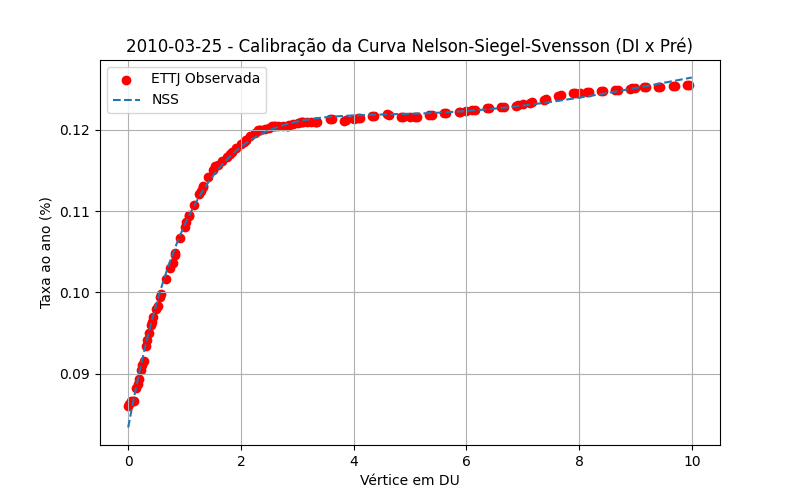 2010-03-25 - Calibração da Curva Nelson-Siegel-Svensson (DI x Pré)
ETTJ Observada
NSS
Taxa ao ano (%)
0.12
0.11
0.10
0.09
0
2
4
6
8
10
Vértice em DU